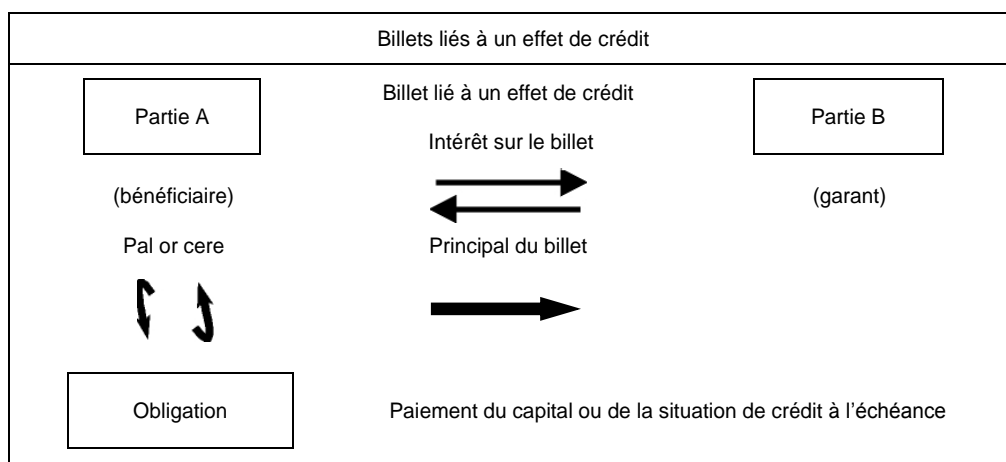 Billets liés à un effet de crédit
Billet lié à un effet de crédit
Partie A
Partie B
Intérêt sur le billet
(bénéficiaire)
(garant)
Pal or cere
Principal du billet
Obligation
Paiement du capital ou de la situation de crédit à l’échéance